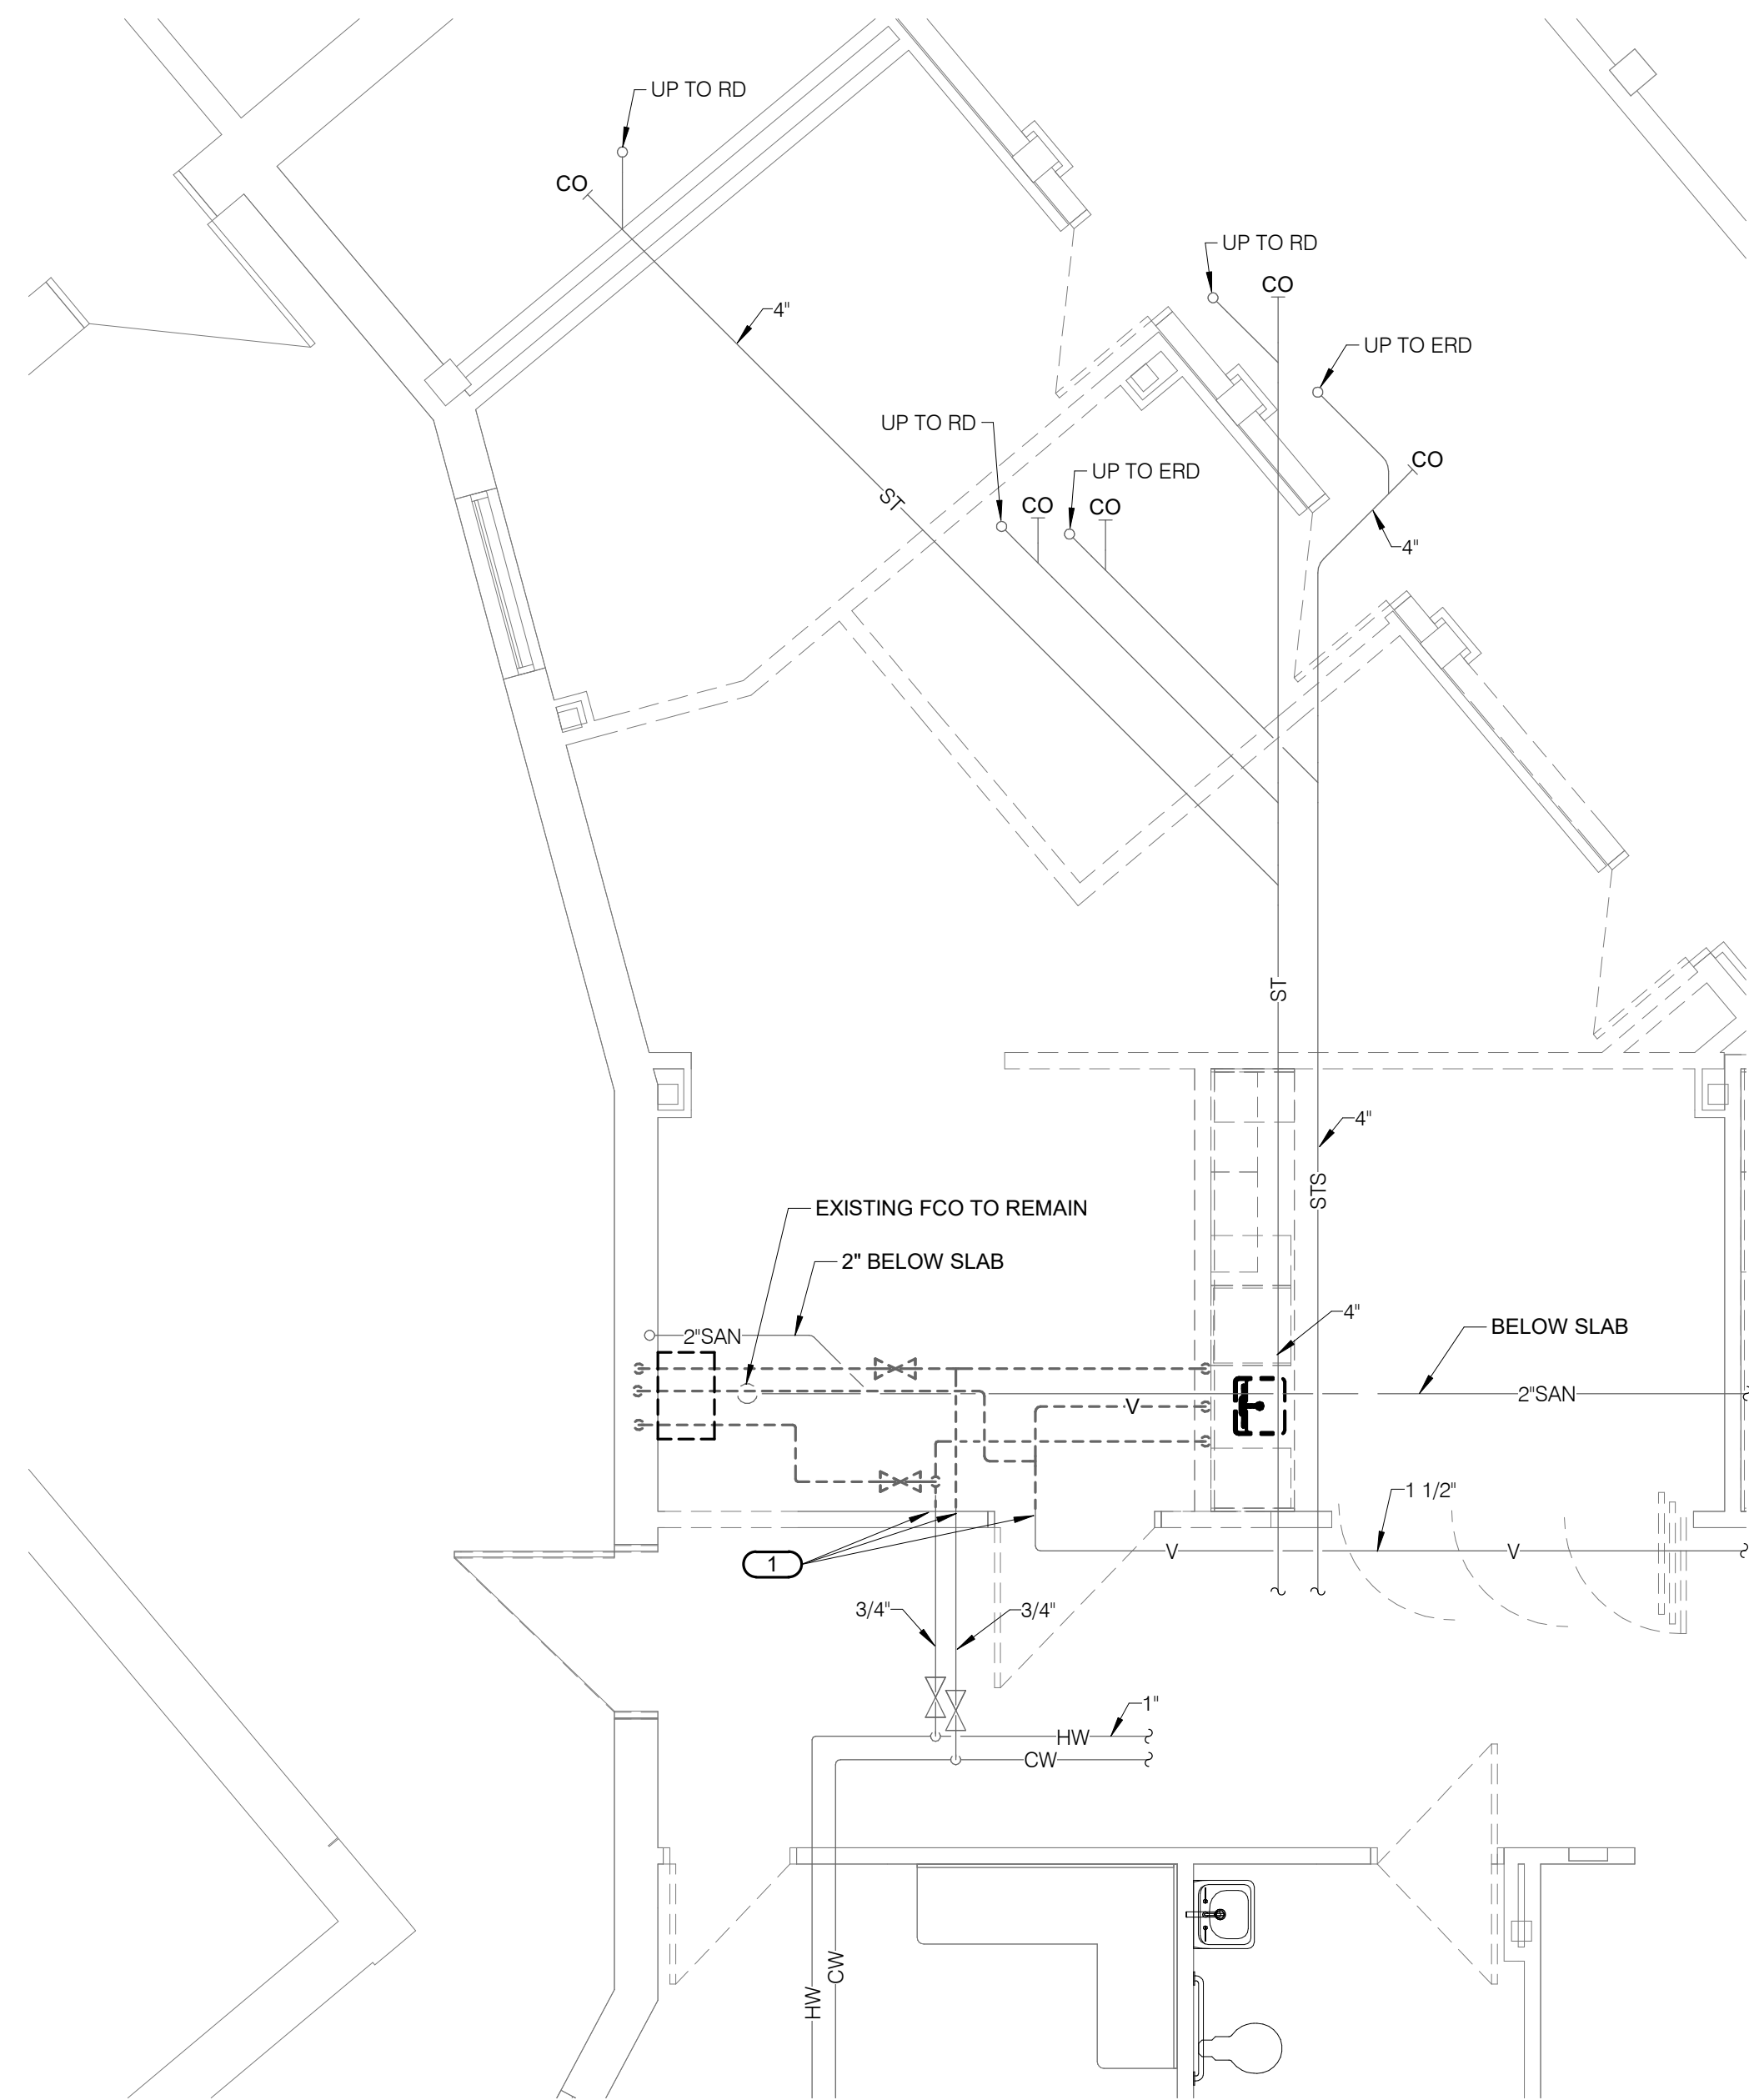 UP TO RD
CO
UP TO RD
CO
4"
UP TO ERD
UP TO RD
CO
UP TO ERD
ST
CO
CO
4"
ST
4"
STS
EXISTING FCO TO REMAIN
2" BELOW SLAB
4"
BELOW SLAB
2"SAN
2"SAN
V
1 1/2"
V
V
1
3/4"
3/4"
1"
HW
CW
CW
HW